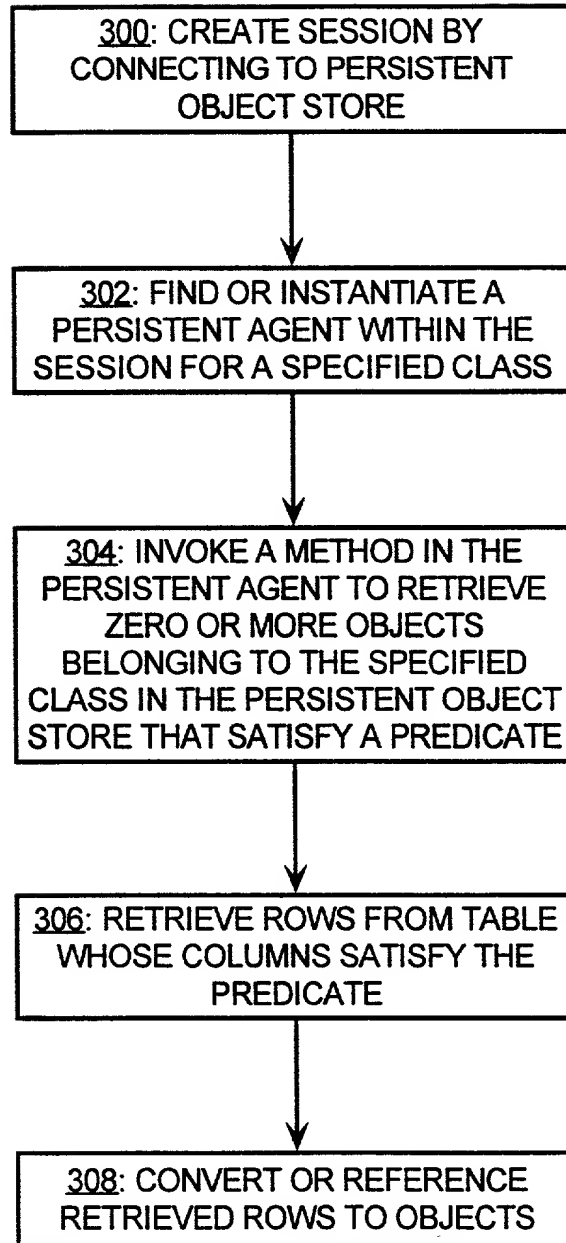 300: CREATE SESSION BY
CONNECTING TO PERSISTENT
OBJECT STORE
302: FIND OR INSTANTIATE A
PERSISTENT AGENT WITHIN THE
SESSION FOR A SPECIFIED CLASS
304: INVOKE A METHOD IN THE
PERSISTENT AGENT TO RETRIEVE
ZERO OR MORE OBJECTS
BELONGING TO THE SPECIFIED
CLASS IN THE PERSISTENT OBJECT
STORE THAT SATISFY A PREDICATE
306: RETRIEVE ROWS FROM TABLE
WHOSE COLUMNS SATISFY THE
PREDICATE
308: CONVERT OR REFERENCE
RETRIEVED ROWS TO OBJECTS